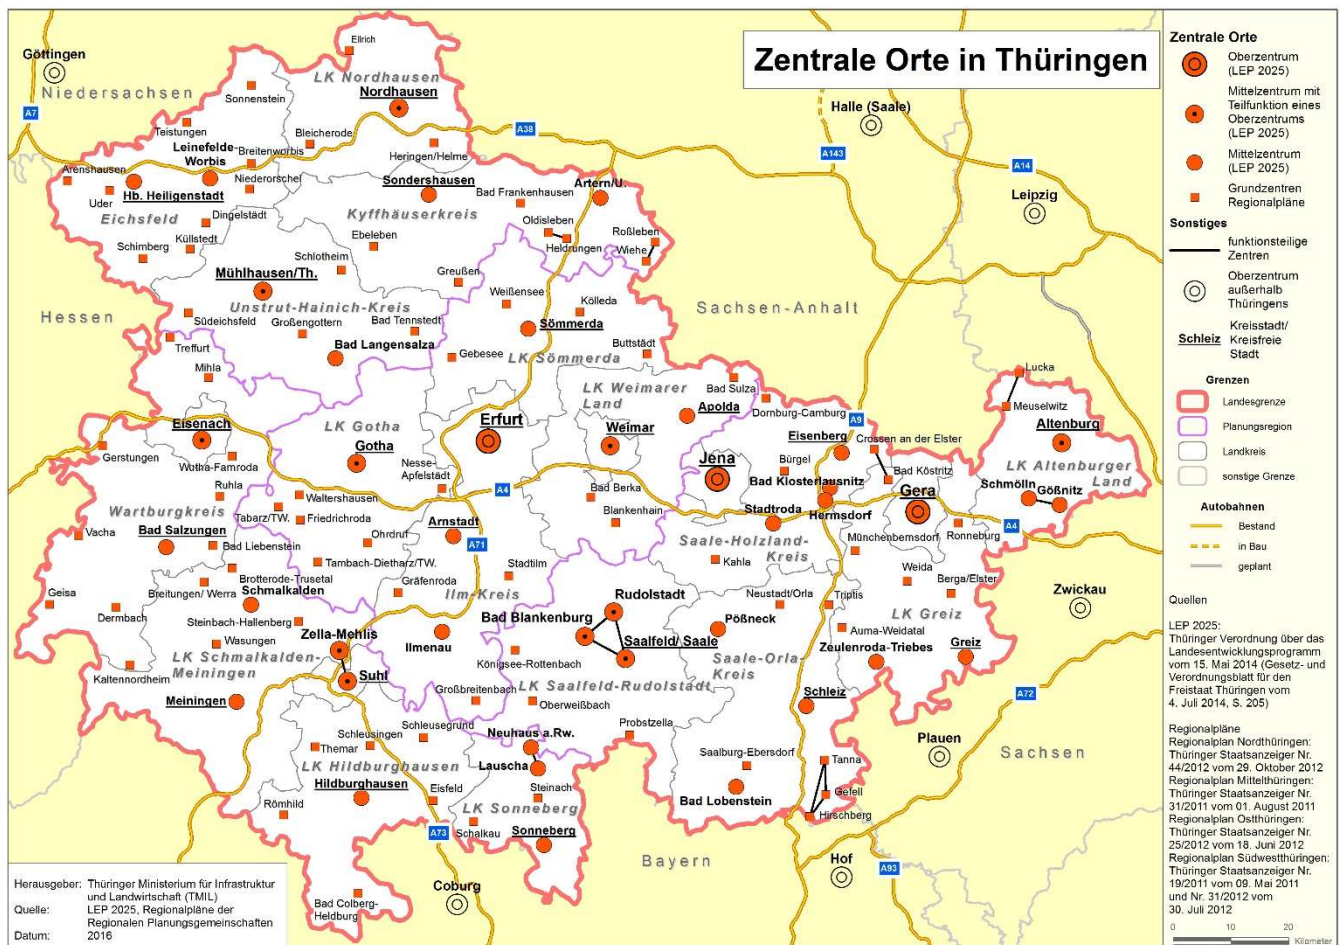 Zentrale Orte in Thüringen
Göttingen
Niedersachsen
A7
Ellrich
LK Nordhausen
Nordhausen
Sonnenstein
Teistungen
Bleicherode
Leinefelde-
Worbis
Breitenworbis
A38
Heringen/Helme
Arenshausen
Hb. Heiligenstadt
Niederorschel
Uder
Eichsfeld
Dingelstädt
Küllstedt
Schimberg
Sondershausen
Bad Frankenhausen
Artern/U.
Kyffhäuserkreis
Oldisleben
Heldrungen
Roßleben
Wiehe
Ebeleben
Schlotheim
Greußen
Mühlhausen/Th.
Unstrut-Hainich-Kreis
Südeichsfeld
Großengottern
Bad Tennstedt
Weißensee
Kölleda
Sömmerda
Hessen
Treffurt
Mihla
Bad Langensalza
Gebesee
LK Sömmerda
Buttstädt
Halle (Saale)
A143
A14
Leipzig
Sachsen-Anhalt
Lucka
Meuselwitz
Bad Sulza
LK Weimarer
Land
Apolda
Dornburg-Camburg
A9
Eisenberg
Crossen an der Elster
Altenburg
LK Altenburger
Land
Schmölln
Gößnitz
Eisenach
Gerstungen
Wutha-Farnroda
LK Gotha
Gotha
Erfurt
Weimar
Nesse-
Apfelstädt
Jena
Bürgel
Bad Klosterlausnitz
Bad Köstritz
Gera
Ruhla
Waltershausen
A4
Bad Berka
Blankenhain
Stadtroda
Hermsdorf
A4
Wartburgkreis
Tabarz/TW.
Friedrichroda
Arnstadt
Saale-Holzland-
Kreis
Münchenbernsdorf
Ronneburg
Vacha
Bad Salzungen
Ohrdruf
A71
Bad Liebenstein
Tambach-Dietharz/TW.
Stadtilm
Kahla
Weida
Berga/Elster
Zwickau
Brotterode-Trusetal
Breitungen/ Werra
Gräfenroda
Ilm-Kreis
Geisa
Dermbach
Schmalkalden
Rudolstadt
Neustadt/Orla
Triptis
LK Greiz
Steinbach-Hallenberg
Bad Blankenburg
Pößneck
Auma-Weidatal
Wasungen
Zella-Mehlis
Ilmenau
Saalfeld/ Saale
Zeulenroda-Triebes
Greiz
LK Schmalkalden-
Meiningen
Kaltennordheim
Königsee-Rottenbach
Saale-Orla-
Kreis
Suhl
LK Saalfeld-Rudolstadt
Schleiz
A72
Meiningen
Großbreitenbach
Oberweißbach
Schleusegrund
Probstzella
Neuhaus a.Rw.
Schleusingen
Themar
Lauscha
Saalburg-Ebersdorf
Tanna
Plauen
Sachsen
LK Hildburghausen
Hildburghausen
Steinach
Bad Lobenstein
Gefell
Eisfeld
LK Sonneberg
Hirschberg
Römhild
Schalkau
A73
Sonneberg
Bayern
Hof
A93
Coburg
Bad Colberg-
Heldburg
Herausgeber: Thüringer Ministerium für Infrastruktur
und Landwirtschaft (TMIL)
Quelle: LEP 2025, Regionalpläne der
Regionalen Planungsgemeinschaften
Datum: 2016
Zentrale Orte
Oberzentrum
(LEP 2025)
Mittelzentrum mit
Teilfunktion eines
Oberzentrums
(LEP 2025)
Mittelzentrum
(LEP 2025)
Grundzentren
Regionalpläne
Sonstiges
funktionsteilige
Zentren
Oberzentrum
außerhalb
Thüringens
Schleiz Kreisstadt/
Kreisfreie
Stadt
Grenzen
Landesgrenze
Planungsregion
Landkreis
sonstige Grenze
Autobahnen
Bestand
in Bau
geplant
Quellen
LEP 2025:
Thüringer Verordnung über das
Landesentwicklungsprogramm
vom 15. Mai 2014 (Gesetz- und
Verordnungsblatt für den
Freistaat Thüringen vom
4. Juli 2014, S. 205)
Regionalpläne
Regionalplan Nordthüringen:
Thüringer Staatsanzeiger Nr.
44/2012 vom 29. Oktober 2012
Regionalplan Mittelthüringen:
Thüringer Staatsanzeiger Nr.
31/2011 vom 01. August 2011
Regionalplan Ostthüringen:
Thüringer Staatsanzeiger Nr.
25/2012 vom 18. Juni 2012
Regionalplan Südwestthüringen:
Thüringer Staatsanzeiger Nr.
19/2011 vom 09. Mai 2011
und Nr. 31/2012 vom
30. Juli 2012
0 10 20
Kilometer